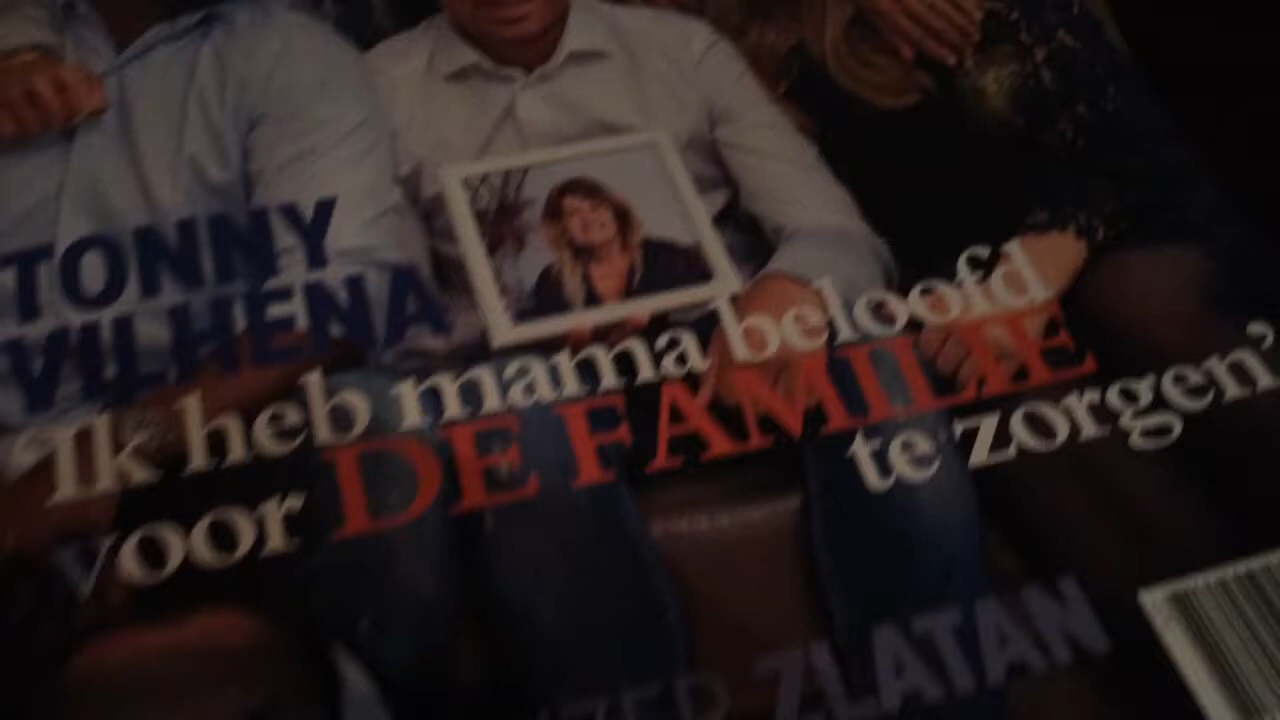 TONNY
VILHENA
'Ik heb mama beloofd
voor DE FAMILIE
te zorgen'
ZLATAN